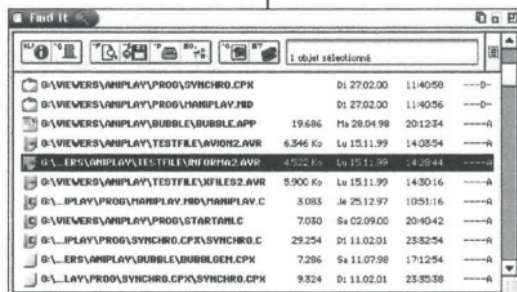 Find It
1 objet sélectionné
G:\VIEWERS\ANIPLAY\PROG\SYNCHRO.CPX Di 27.02.00 11:40:58 ----D-
G:\VIEWERS\ANIPLAY\PROG\MANIPLAY.MID Di 27.02.00 11:40:56 ----D-
G:\VIEWERS\ANIPLAY\BUBBLE\BUBBLE.APP 19.686 Ma 28.04.98 20:12:34 -----A
G:\VIEWERS\ANIPLAY\TESTFILE\AVION2.AVR 6.346 Ko Lu 15.11.99 14:03:54 -----A
G:\...ERS\ANIPLAY\TESTFILE\INFORMA2.AVR 4.522 Ko Lu 15.11.99 14:28:44 -----A
G:\VIEWERS\ANIPLAY\TESTFILE\XFILES2.AVR 5.900 Ko Lu 15.11.99 14:30:16 -----A
G:\...IPLAY\PROG\MANIPLAY.MID\MANIPLAY.C 3.083 Je 25.12.97 10:51:16 -----A
G:\VIEWERS\ANIPLAY\PROG\STARTAM.C 7.030 Sa 02.09.00 20:40:42 -----A
G:\...IPLAY\PROG\SYNCHRO.CPX\SYNCHRO.C 29.254 Di 11.02.01 23:32:54 -----A
G:\...ERS\ANIPLAY\BUBBLE\BUBBLGEM.CPX 7.286 Sa 11.07.98 17:12:54 -----A
G:\...LAY\PROG\SYNCHRO.CPX\SYNCHRO.CPX 9.324 Di 11.02.01 23:35:38 -----A